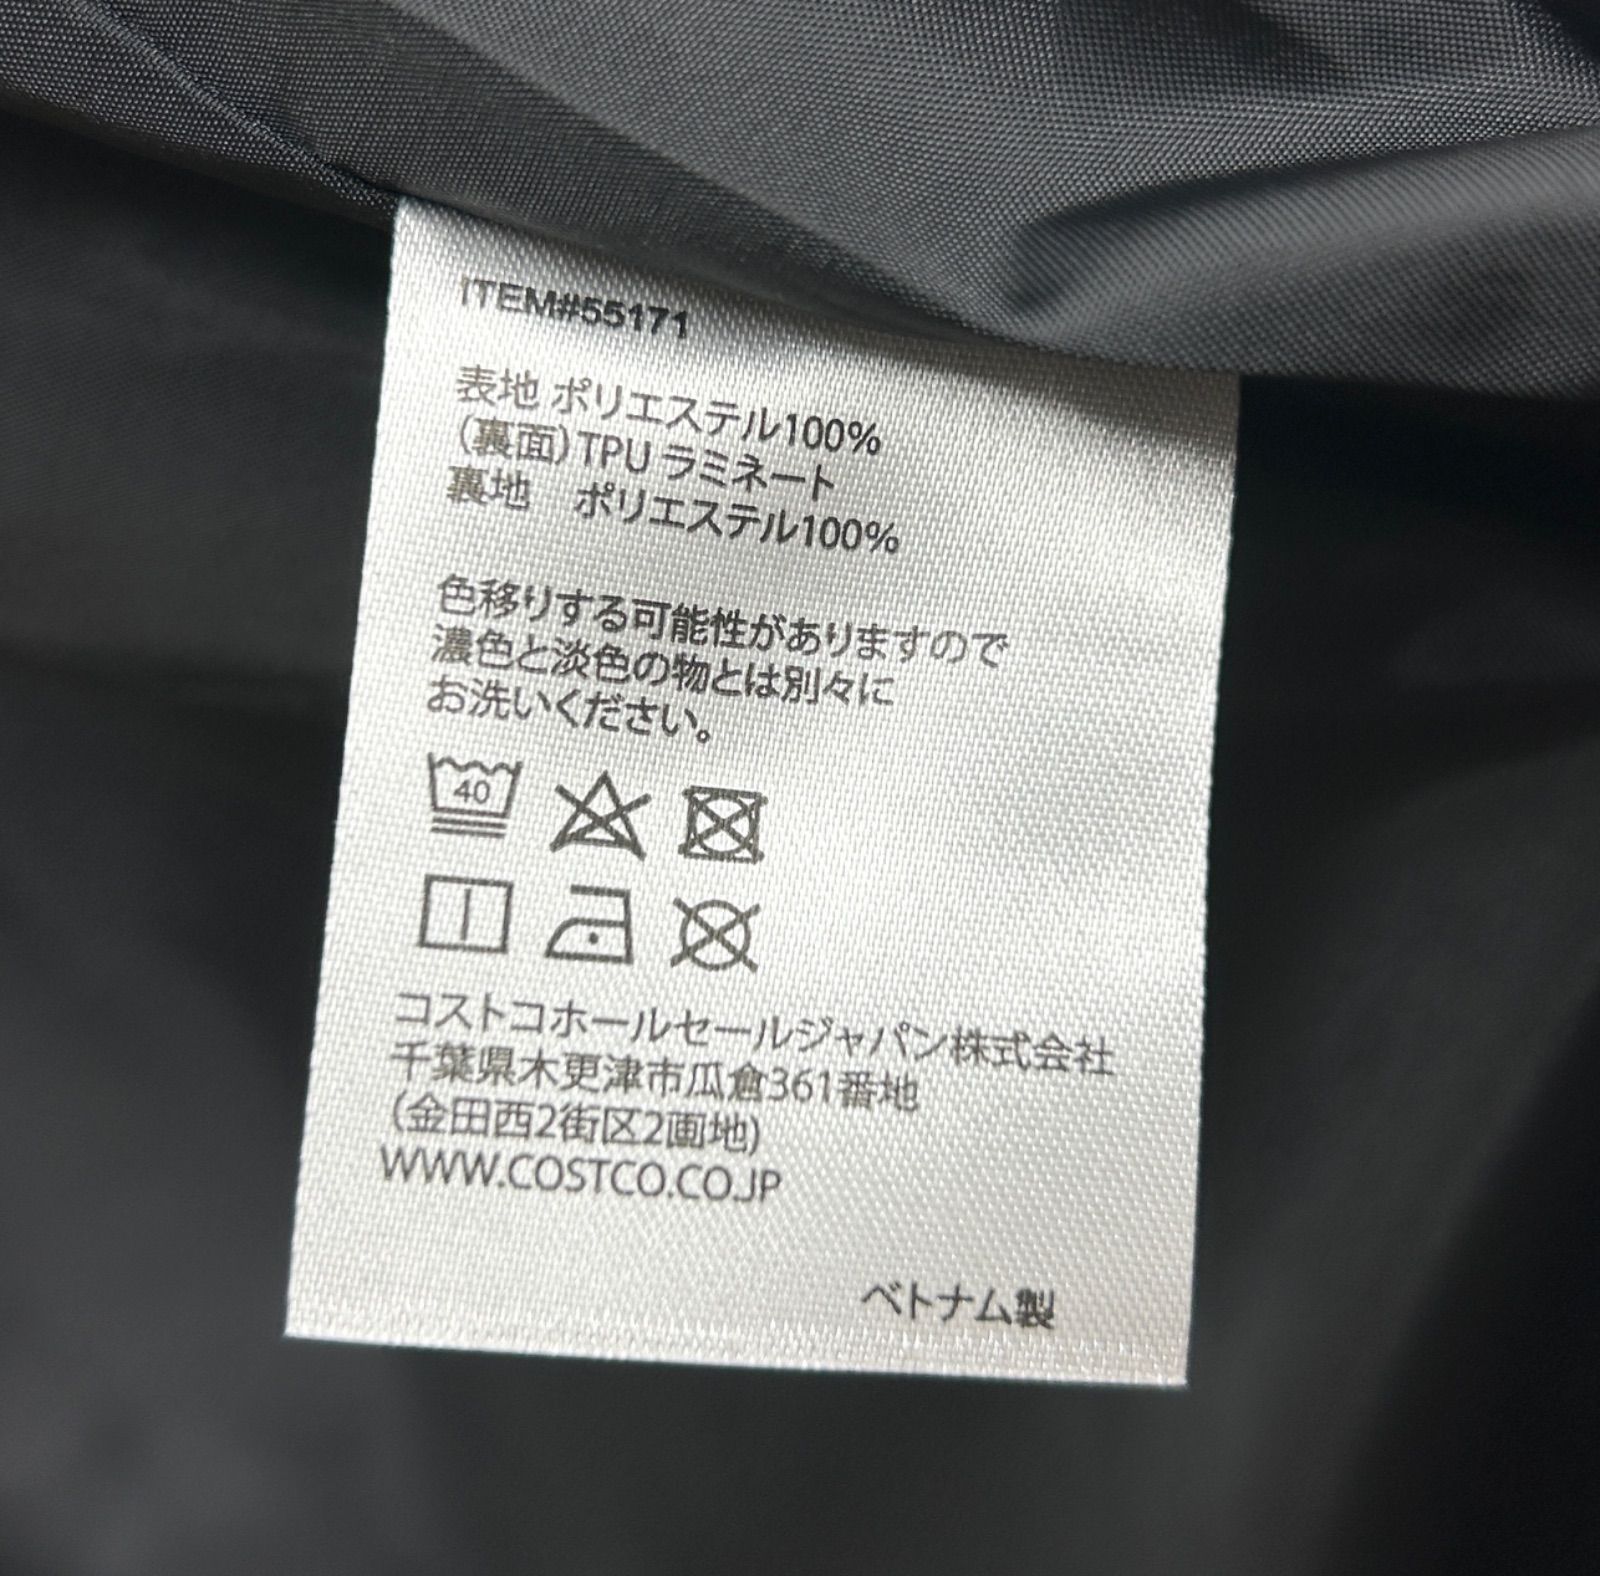 ITEM#55171
表地 ポリエステル100%
(裏面)TPU ラミネート
裏地 ポリエステル100%
色移りする可能性がありますので
濃色と淡色の物とは別々に
お洗いください。
40
コストコホールセールジャパン株式会社
千葉県木更津市瓜倉361番地
(金田西2街区2画地)
WWW.COSTCO.CO.JP
ベトナム製